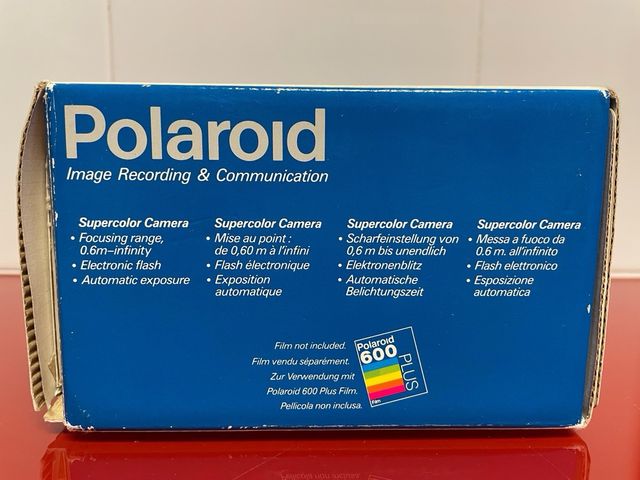 Polaroid
Image Recording & Communication
Supercolor Camera
• Focusing range,
0.6m–infinity
• Electronic flash
• Automatic exposure
Supercolor Camera
• Mise au point :
de 0,60 m à l'infini
• Flash électronique
• Exposition
automatique
Supercolor Camera
• Scharfeinstellung von
0,6 m bis unendlich
• Elektronenblitz
• Automatische
Belichtungszeit
Supercolor Camera
• Messa a fuoco da
0.6 m. all'infinito
• Flash elettronico
• Esposizione
automatica
Film not included.
Film vendu séparément.
Zur Verwendung mit
Polaroid 600 Plus Film.
Pellicola non inclusa.
Polaroid
600
PLUS
Film